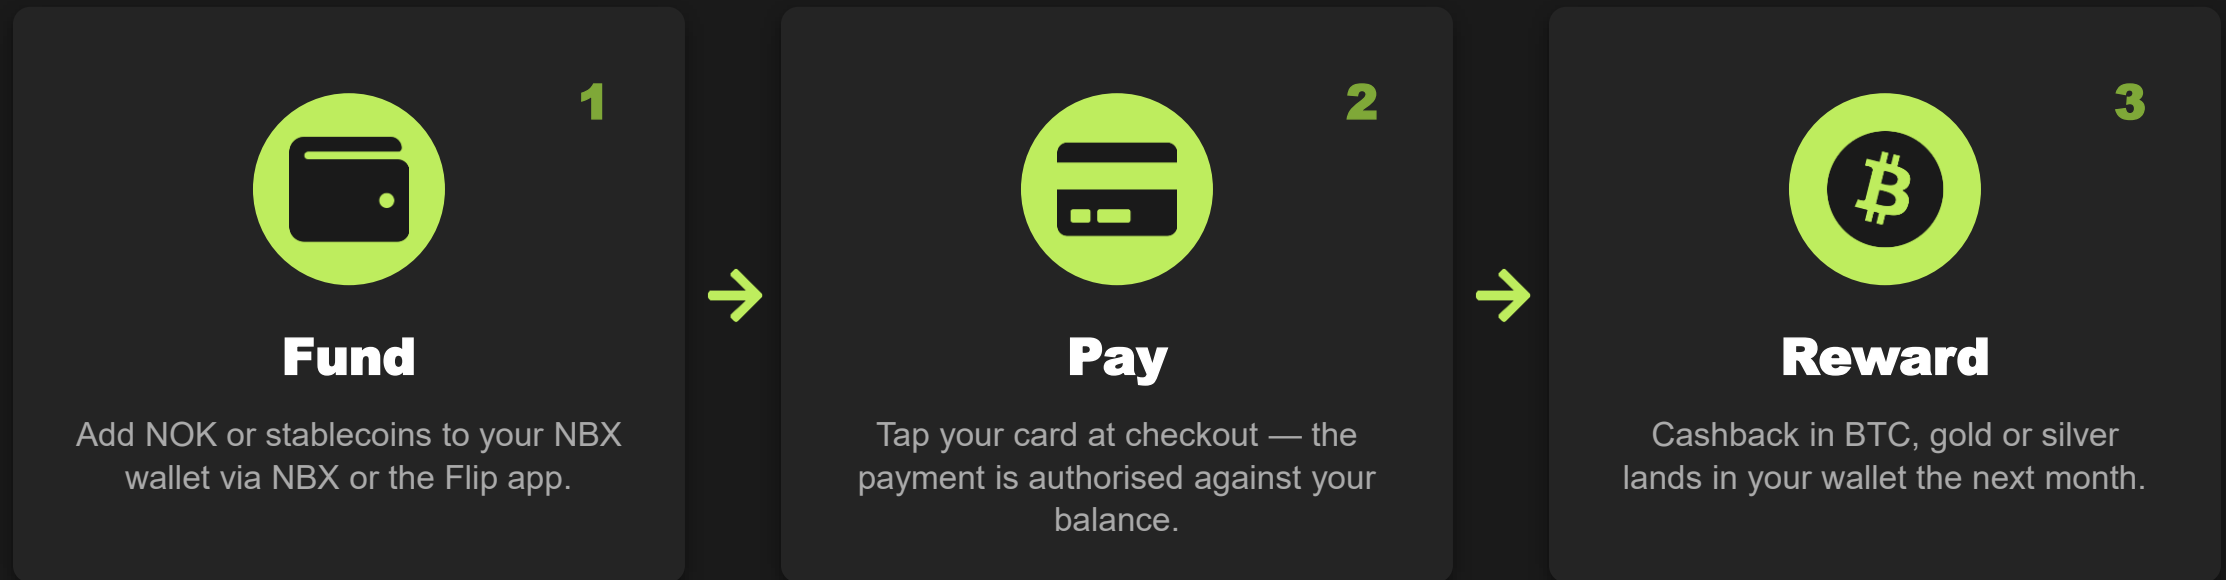 1
Fund
Add NOK or stablecoins to your NBX
wallet via NBX or the Flip app.
2
Pay
Tap your card at checkout — the
payment is authorised against your
balance.
3
Reward
Cashback in BTC, gold or silver
lands in your wallet the next month.